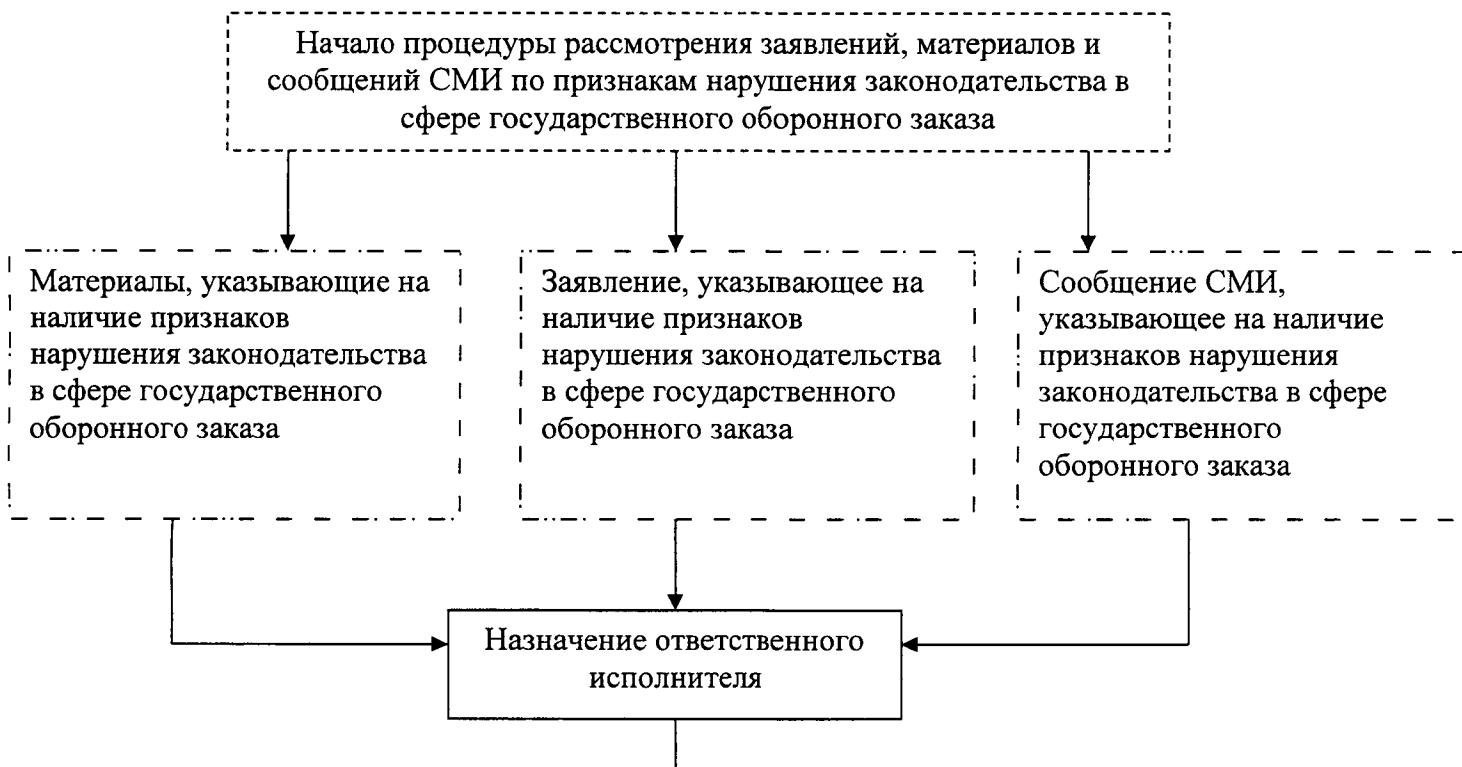 Начало процедуры рассмотрения заявлений, материалов и
сообщений СМИ по признакам нарушения законодательства в
сфере государственного оборонного заказа
Материалы, указывающие на
наличие признаков
нарушения законодательства
в сфере государственного
оборонного заказа
Заявление, указывающее на
наличие признаков
нарушения законодательства
в сфере государственного
оборонного заказа
Сообщение СМИ,
указывающее на наличие
признаков нарушения
законодательства в сфере
государственного
оборонного заказа
Назначение ответственного
исполнителя